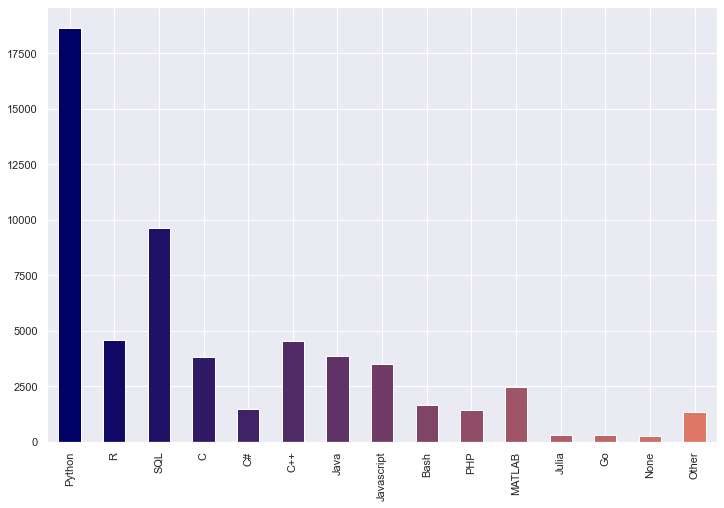 17500
15000
12500
10000
7500
5000
2500
0
Python
R
SQL
C
C#
C++
Java
Javascript
Bash
PHP
MATLAB
Julia
Go
None
Other